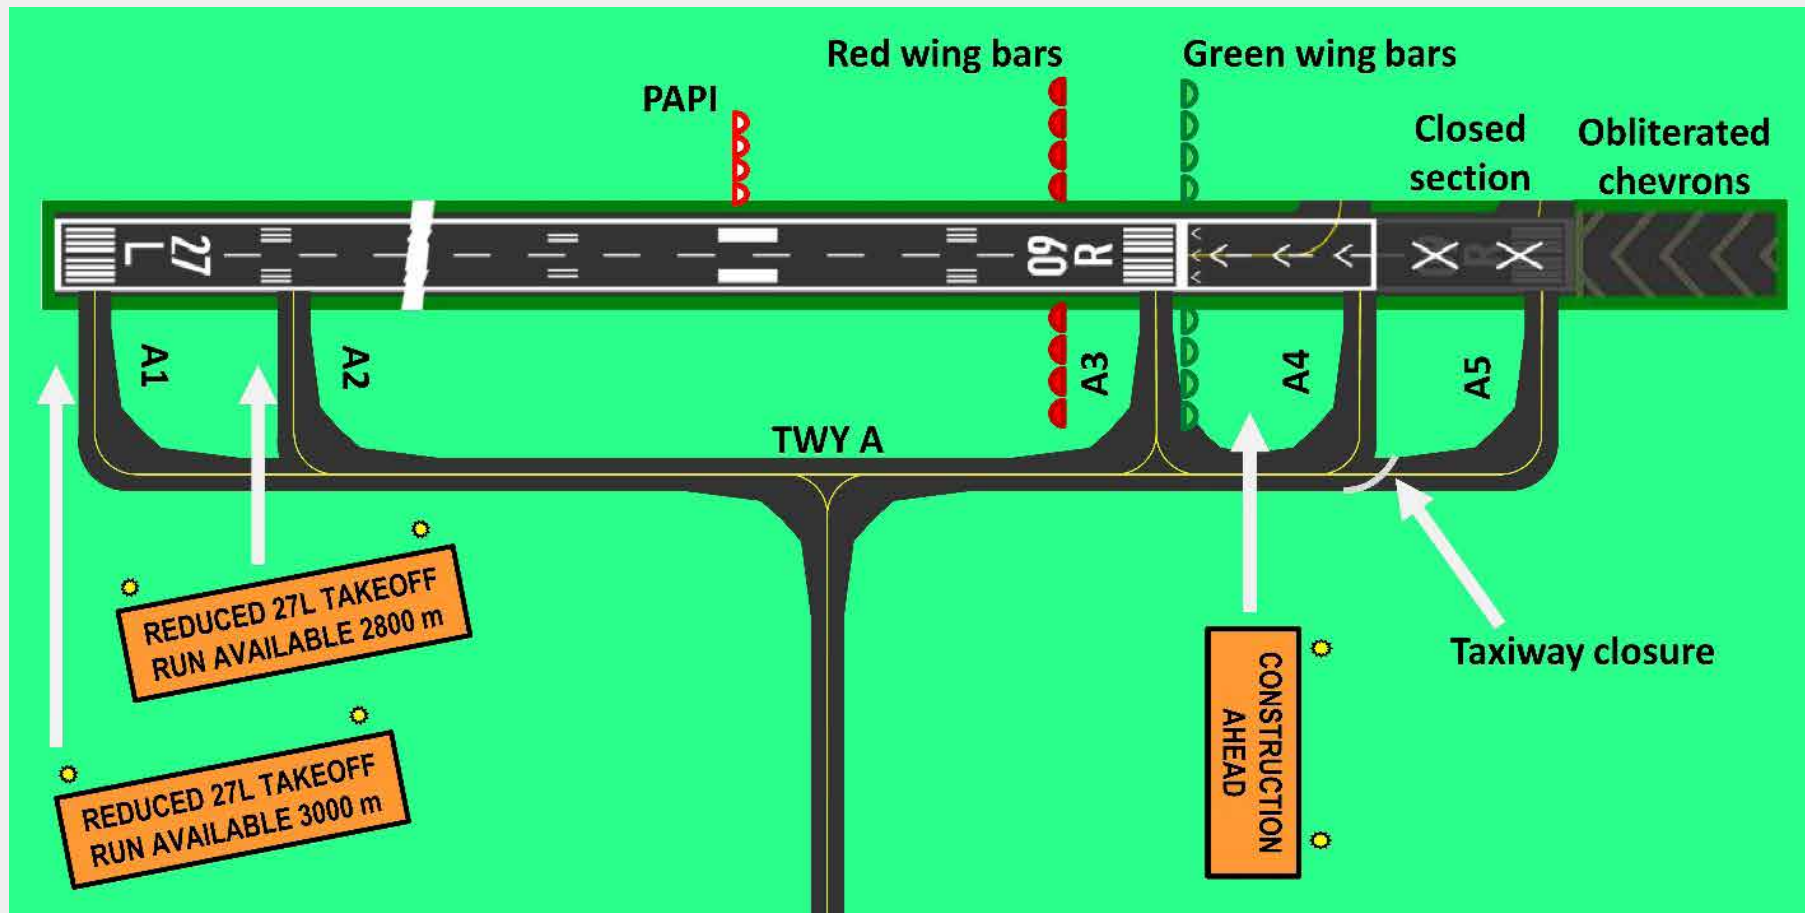 Red wing bars
Green wing bars
PAPI
Closed
section
Obliterated
chevrons
27
L
09
R
R
A1
A2
A3
A4
A5
TWY A
REDUCED 27L TAKEOFF
RUN AVAILABLE 2800 m
REDUCED 27L TAKEOFF
RUN AVAILABLE 3000 m
CONSTRUCTION
AHEAD
Taxiway closure